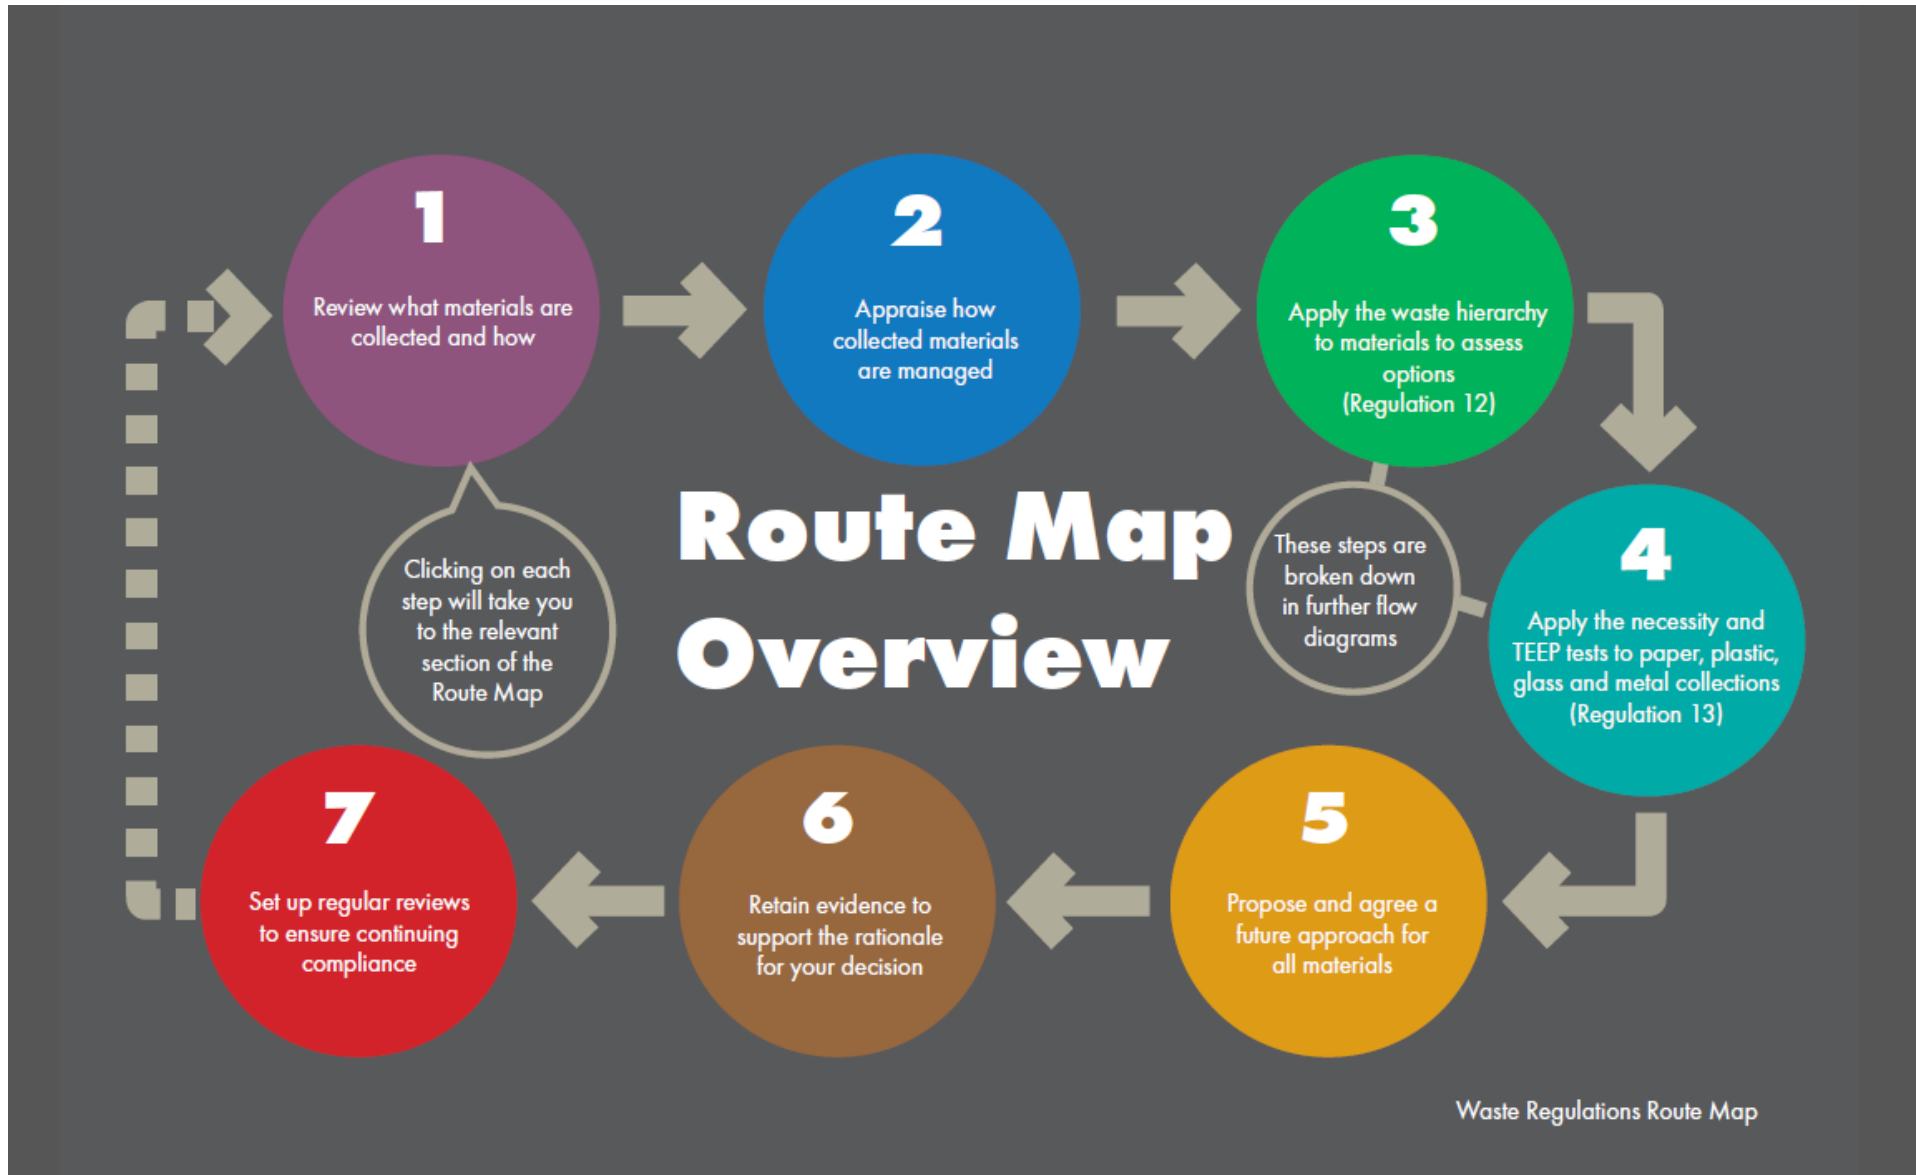 1
Review what materials are
collected and how
2
Appraise how
collected materials
are managed
3
Apply the waste hierarchy
to materials to assess
options
(Regulation 12)
Clicking on each
step will take you
to the relevant
section of the
Route Map
Route Map
Overview
These steps are
broken down
in further flow
diagrams
4
Apply the necessity and
TEEP tests to paper, plastic,
glass and metal collections
(Regulation 13)
5
Propose and agree a
future approach for
all materials
6
Retain evidence to
support the rationale
for your decision
7
Set up regular reviews
to ensure continuing
compliance
Waste Regulations Route Map